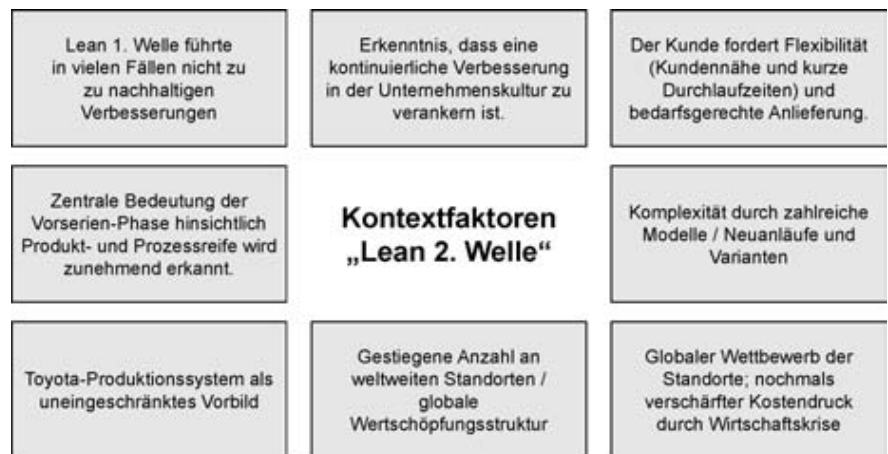 Lean 1. Welle führte
in vielen Fällen nicht zu
zu nachhaltigen
Verbesserungen
Erkenntnis, dass eine
kontinuierliche Verbesserung
in der Unternehmenskultur zu
verankern ist.
Der Kunde fordert Flexibilität
(Kundennähe und kurze
Durchlaufzeiten) und
bedarfsgerechte Anlieferung.
Zentrale Bedeutung der
Vorserien-Phase hinsichtlich
Produkt- und Prozessreife wird
zunehmend erkannt.
Kontextfaktoren
„Lean 2. Welle“
Komplexität durch zahlreiche
Modelle / Neuanläufe und
Varianten
Toyota-Produktionssystem als
uneingeschränktes Vorbild
Gestiegene Anzahl an
weltweiten Standorten /
globale
Wertschöpfungsstruktur
Globaler Wettbewerb der
Standorte; nochmals
verschärfter Kostendruck
durch Wirtschaftskrise